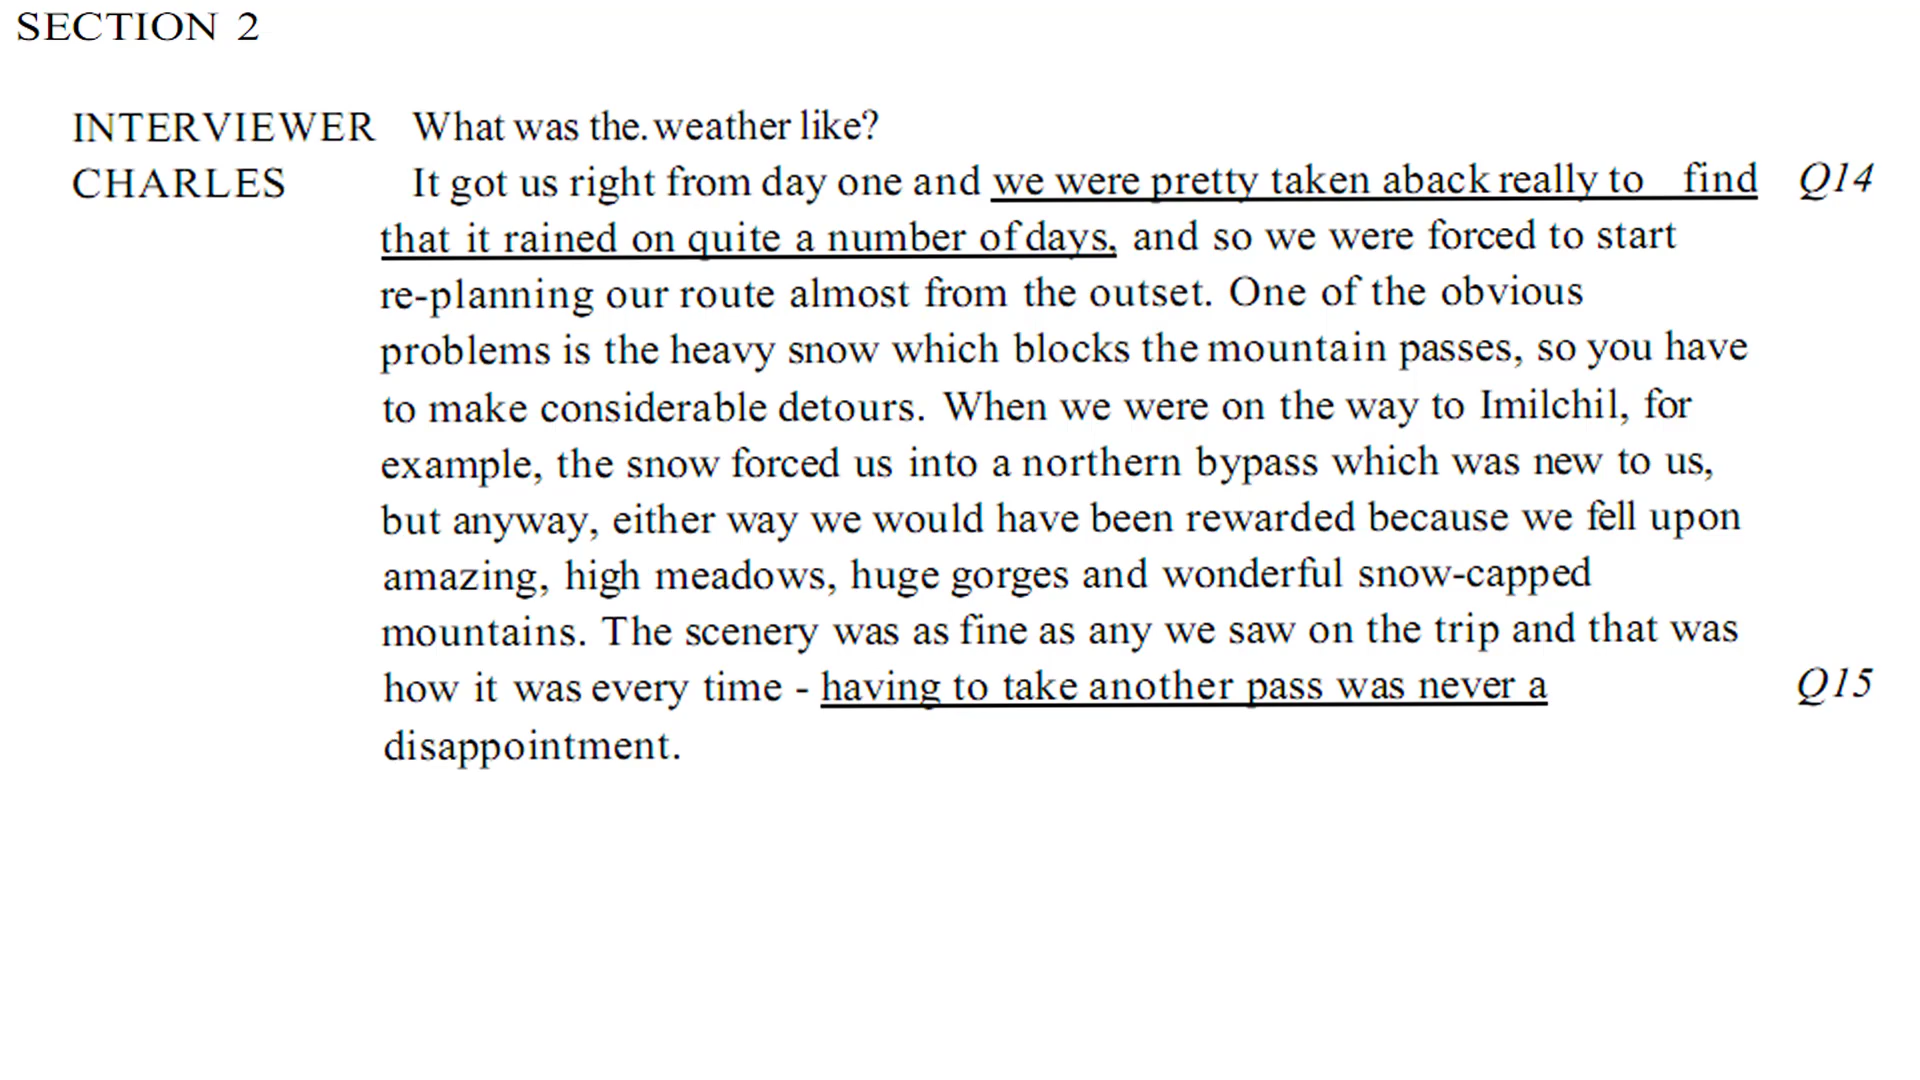 SECTION 2
INTERVIEWER What was the. weather like?
CHARLES It got us right from day one and we were pretty taken aback really to find Q14
that it rained on quite a number of days, and so we were forced to start
re-planning our route almost from the outset. One of the obvious
problems is the heavy snow which blocks the mountain passes, so you have
to make considerable detours. When we were on the way to Imilchil, for
example, the snow forced us into a northern bypass which was new to us,
but anyway, either way we would have been rewarded because we fell upon
amazing, high meadows, huge gorges and wonderful snow-capped
mountains. The scenery was as fine as any we saw on the trip and that was
how it was every time - having to take another pass was never a Q15
disappointment.